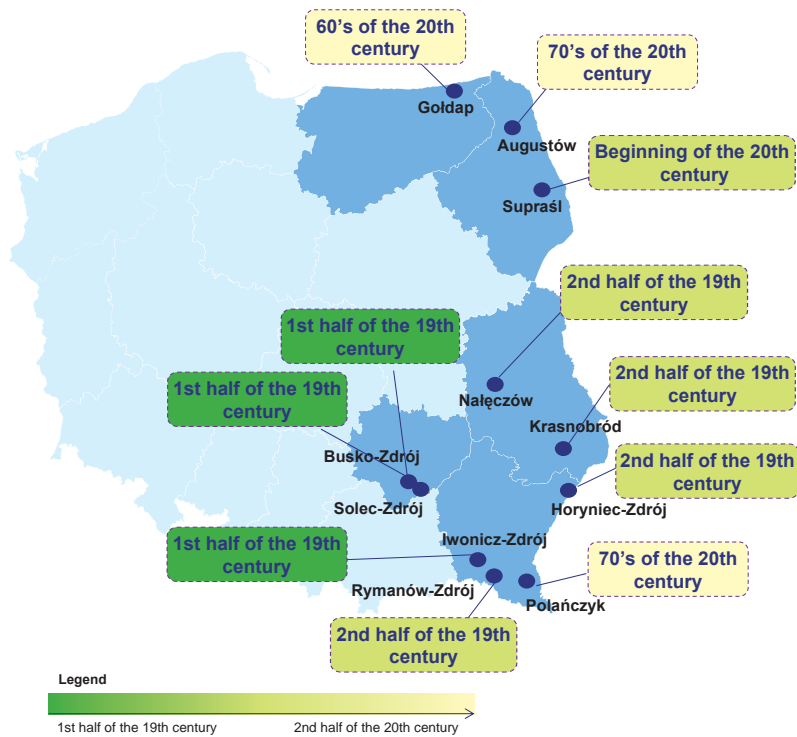 60's of the 20th
century
70's of the 20th
century
Gołdap
Augustów
Beginning of the 20th
century
Supraśl
2nd half of the 19th
century
1st half of the 19th
century
1st half of the 19th
century
Nałęczów
2nd half of the 19th
century
Krasnobród
Busko-Zdrój
2nd half of the 19th
century
Solec-Zdrój
Horyniec-Zdrój
1st half of the 19th
century
Iwonicz-Zdrój
70's of the 20th
century
Rymanów-Zdrój
Polańczyk
2nd half of the 19th
century
Legend
1st half of the 19th century
2nd half of the 20th century